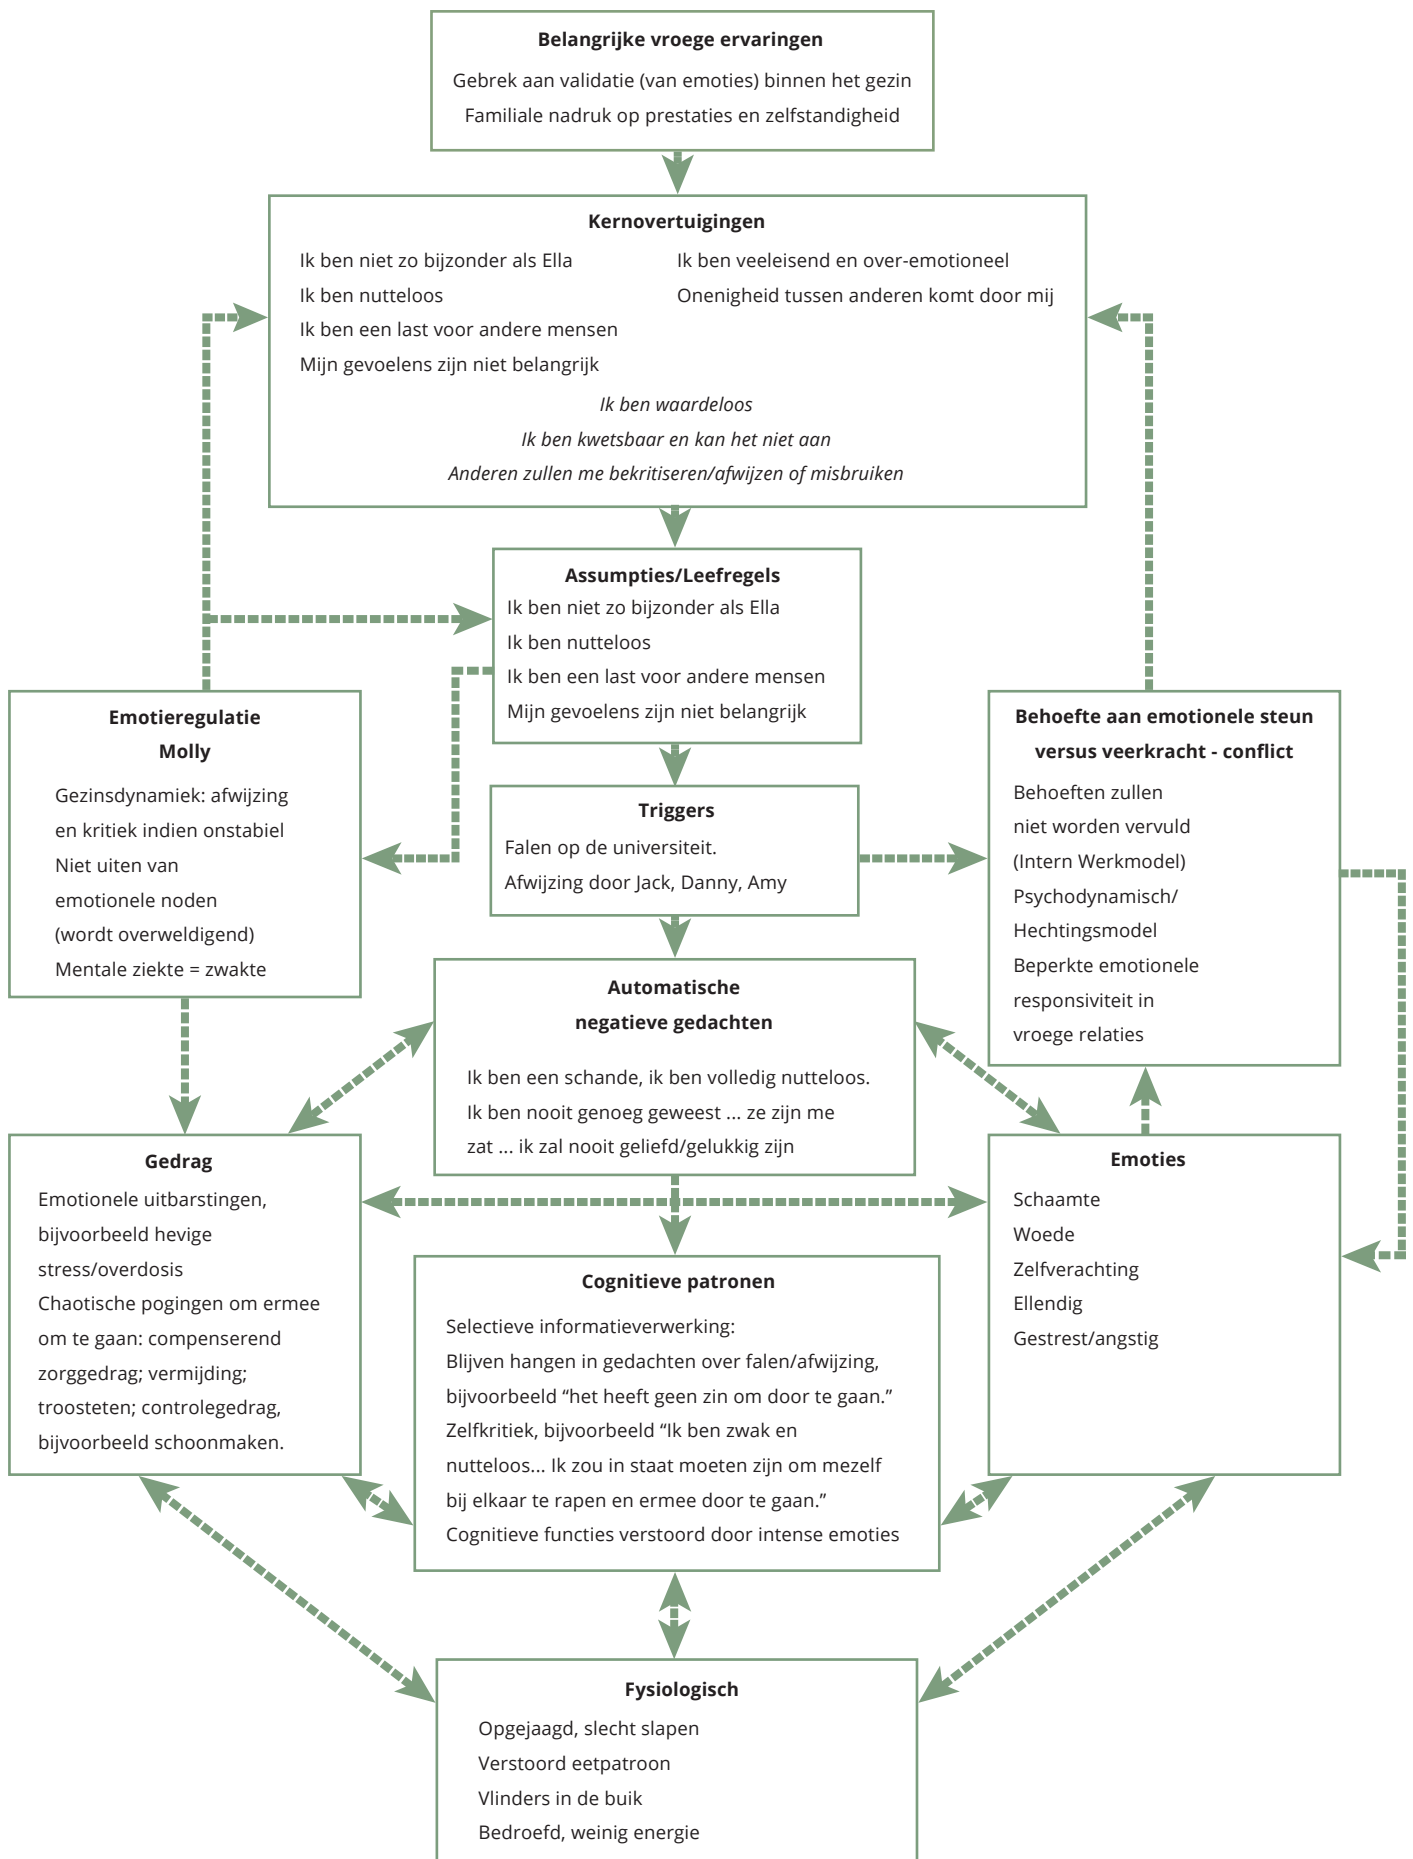 Belangrijke vroege ervaringen
Gebrek aan validatie (van emoties) binnen het gezin
Familiale nadruk op prestaties en zelfstandigheid
Kernovertuigingen
Ik ben niet zo bijzonder als Ella
Ik ben nutteloos
Ik ben een last voor andere mensen
Mijn gevoelens zijn niet belangrijk
Ik ben veeleisend en over-emotioneel
Onenigheid tussen anderen komt door mij
Ik ben waardeloos
Ik ben kwetsbaar en kan het niet aan
Anderen zullen me bekritiseren/afwijzen of misbruiken
Assumpties/Leefregels
Ik ben niet zo bijzonder als Ella
Ik ben nutteloos
Ik ben een last voor andere mensen
Mijn gevoelens zijn niet belangrijk
Emotieregulatie
Molly
Gezinsdynamiek: afwijzing
en kritiek indien onstabiel
Niet uiten van
emotionele noden
(wordt overweldigend)
Mentale ziekte = zwakte
Triggers
Falen op de universiteit.
Afwijzing door Jack, Danny, Amy
Behoefte aan emotionele steun
versus veerkracht - conflict
Behoeften zullen
niet worden vervuld
(Intern Werkmodel)
Psychodynamisch/
Hechtingsmodel
Beperkte emotionele
responsiviteit in
vroege relaties
Automatische
negatieve gedachten
Ik ben een schande, ik ben volledig nutteloos.
Ik ben nooit genoeg geweest ... ze zijn me
zat ... ik zal nooit geliefd/gelukkig zijn
Gedrag
Emotionele uitbarstingen,
bijvoorbeeld hevige
stress/overdosis
Chaotische pogingen om ermee
om te gaan: compenserend
zorggedrag; vermijding;
troosteten; controlegedrag,
bijvoorbeeld schoonmaken.
Emoties
Schaamte
Woede
Zelfverachting
Ellendig
Gestrest/angstig
Cognitieve patronen
Selectieve informatieverwerking:
Blijven hangen in gedachten over falen/afwijzing,
bijvoorbeeld “het heeft geen zin om door te gaan.”
Zelfkritiek, bijvoorbeeld “Ik ben zwak en
nutteloos... Ik zou in staat moeten zijn om mezelf
bij elkaar te rapen en ermee door te gaan.”
Cognitieve functies verstoord door intense emoties
Fysiologisch
Opgejaagd, slecht slapen
Verstoord eetpatroon
Vlinders in de buik
Bedroefd, weinig energie